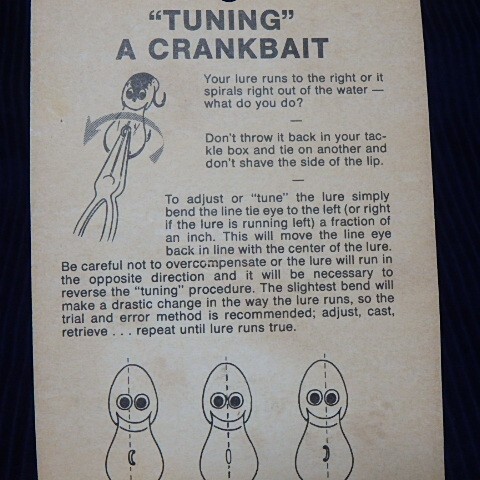 “TUNING”
A CRANKBAIT
Your lure runs to the right or it
spirals right out of the water —
what do you do?
—
Don't throw it back in your tac-
kle box and tie on another and
don't shave the side of the lip.
—
To adjust or “tune” the lure simply
bend the line tie eye to the left (or right
if the lure is running left) a fraction of
an inch. This will move the line eye
back in line with the center of the lure.
Be careful not to overcompensate or the lure will run in
the opposite direction and it will be necessary to
reverse the “tuning” procedure. The slightest bend will
make a drastic change in the way the lure runs, so the
trial and error method is recommended; adjust, cast,
retrieve . . . repeat until lure runs true.